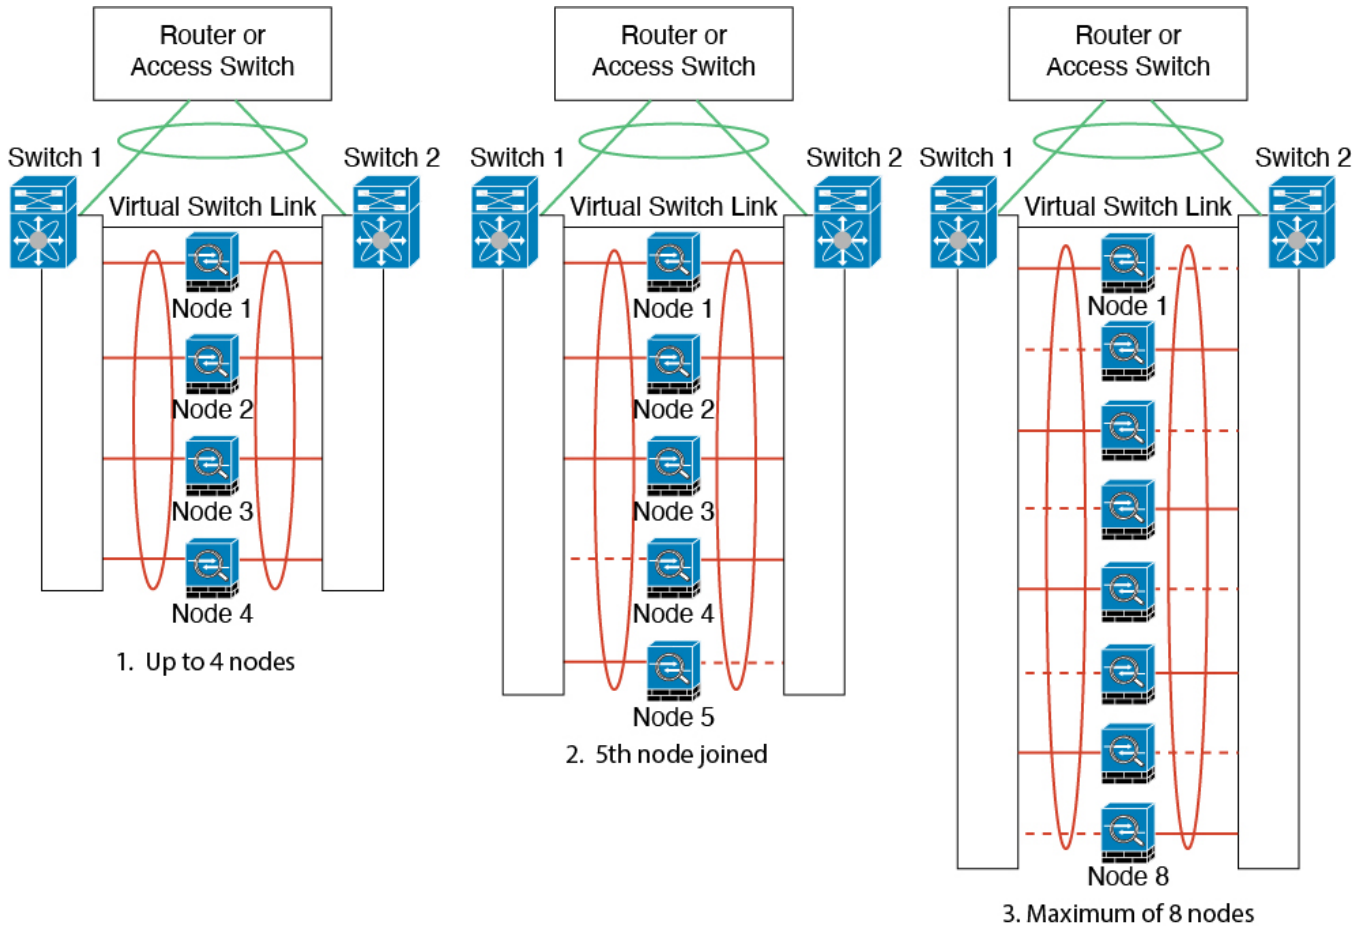 Router or
Access Switch
Switch 1
Switch 2
Virtual Switch Link
Node 1
Node 2
Node 3
Node 4
1. Up to 4 nodes
Router or
Access Switch
Switch 1
Switch 2
Virtual Switch Link
Node 1
Node 2
Node 3
Node 4
Node 5
2. 5th node joined
Router or
Access Switch
Switch 1
Switch 2
Virtual Switch Link
Node 1
Node 8
3. Maximum of 8 nodes